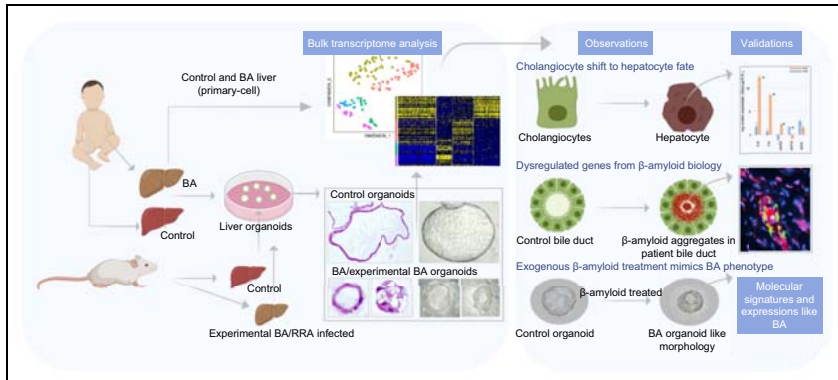 Bulk transcriptome analysis
Observations
Validations
Control and BA liver
(primary-cell)
BA
Control
Liver organoids
Control
Experimental BA/RRA infected
Control organoids
BA/experimental BA organoids
Cholangiocyte shift to hepatocyte fate
Cholangiocytes
Hepatocyte
Dysregulated genes from β-amyloid biology
Control bile duct
β-amyloid aggregates in
patient bile duct
Exogenous β-amyloid treatment mimics BA phenotype
β-amyloid treated
Control organoid
BA organoid like
morphology
Molecular
signatures and
expressions like
BA